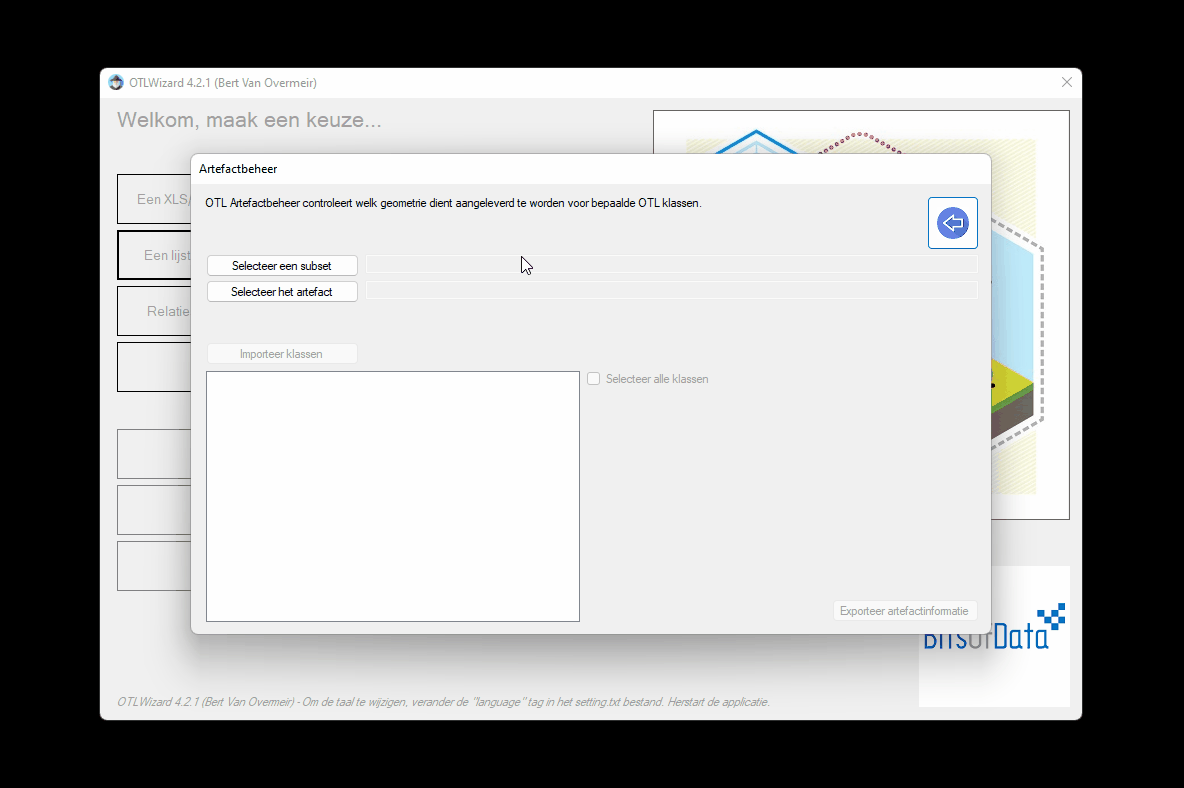 OTLWizard 4.2.1 (Bert Van Overmeir)
Welkom, maak een keuze...
Artefactbeheer
OTL Artefactbeheer controleert welk geometrie dient aangeleverd te worden voor bepaalde OTL klassen.
Een XLS/
Een lijst
Relatie
Selecteer een subset
Selecteer het artefact
Importeer klassen
Selecteer alle klassen
Exporteer artefactinformatie
BitsofData
OTLWizard 4.2.1 (Bert Van Overmeir) - Om de taal te wijzigen, verander de "language" tag in het setting.txt bestand. Herstart de applicatie.